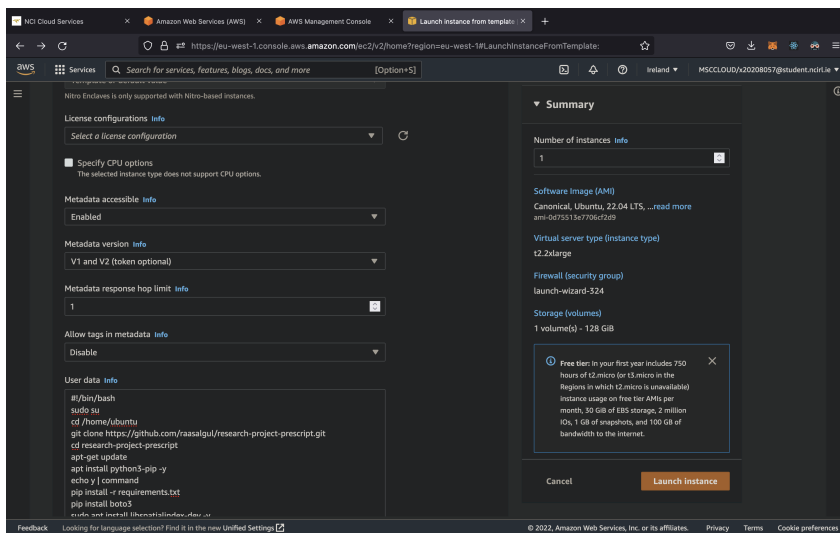 NCI Cloud Services
Amazon Web Services (AWS)
AWS Management Console
Launch instance from template
https://eu-west-1.console.aws.amazon.com/ec2/v2/home?region=eu-west-1#LaunchInstanceFromTemplate:
aws
Services
Search for services, features, blogs, docs, and more
[Option+S]
Ireland
MSCCLOUD/x20208057@student.ncirl.ie
Nitro Enclaves is only supported with Nitro-based instances.
License configurations Info
Select a license configuration
Specify CPU options
The selected instance type does not support CPU options.
Metadata accessible Info
Enabled
Metadata version Info
V1 and V2 (token optional)
Metadata response hop limit Info
1
Allow tags in metadata Info
Disable
User data Info
#!/bin/bash
sudo su
cd /home/ubuntu
git clone https://github.com/raasalgul/research-project-prescript.git
cd research-project-prescript
apt-get update
apt install python3-pip -y
echo y | command
pip install -r requirements.txt
pip install boto3
sudo apt install libspatialindex-dev -y
Summary
Number of instances Info
1
Software Image (AMI)
Canonical, Ubuntu, 22.04 LTS, ...read more
ami-0d75513e7706cf2d9
Virtual server type (instance type)
t2.2xlarge
Firewall (security group)
launch-wizard-324
Storage (volumes)
1 volume(s) - 128 GiB
Free tier: In your first year includes 750
hours of t2.micro (or t3.micro in the
Regions in which t2.micro is unavailable)
instance usage on free tier AMIs per
month, 30 GiB of EBS storage, 2 million
IOs, 1 GB of snapshots, and 100 GB of
bandwidth to the internet.
Cancel
Launch instance
Feedback
Looking for language selection? Find it in the new Unified Settings
© 2022, Amazon Web Services, Inc. or its affiliates.
Privacy
Terms
Cookie preferences